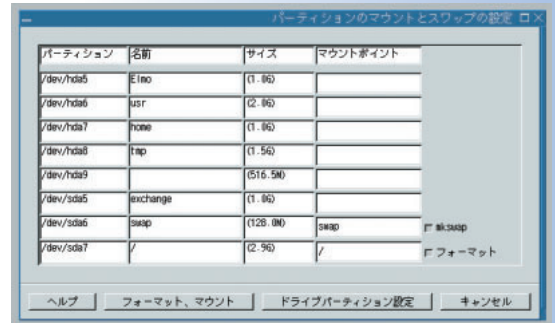 パーティションのマウントとスワップの設定
パーティション 名前 サイズ マウントポイント
/dev/hda5 Elmo (1.0G)
/dev/hda6 usr (2.0G)
/dev/hda7 home (1.0G)
/dev/hda8 tmp (1.5G)
/dev/hda9 (516.5M)
/dev/sda5 exchange (1.0G)
/dev/sda6 swap (128.0M) swap mkswap
/dev/sda7 / (2.9G) / フォーマット
ヘルプ フォーマット、マウント ドライブパーティション設定 キャンセル